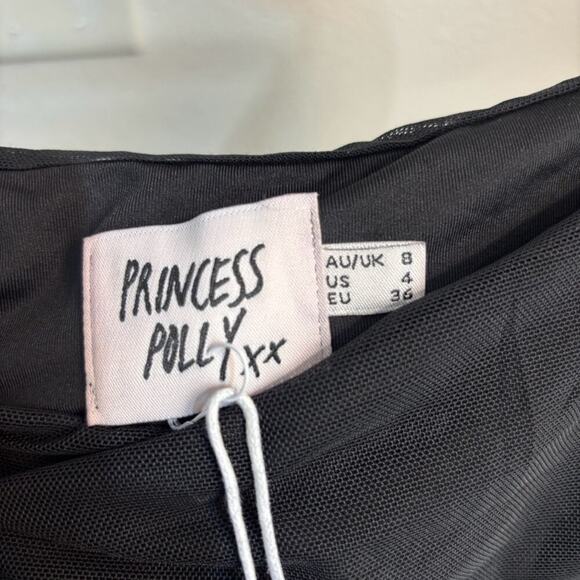 PRINCESS
POLLY xx
AU/UK 8
US 4
EU 36